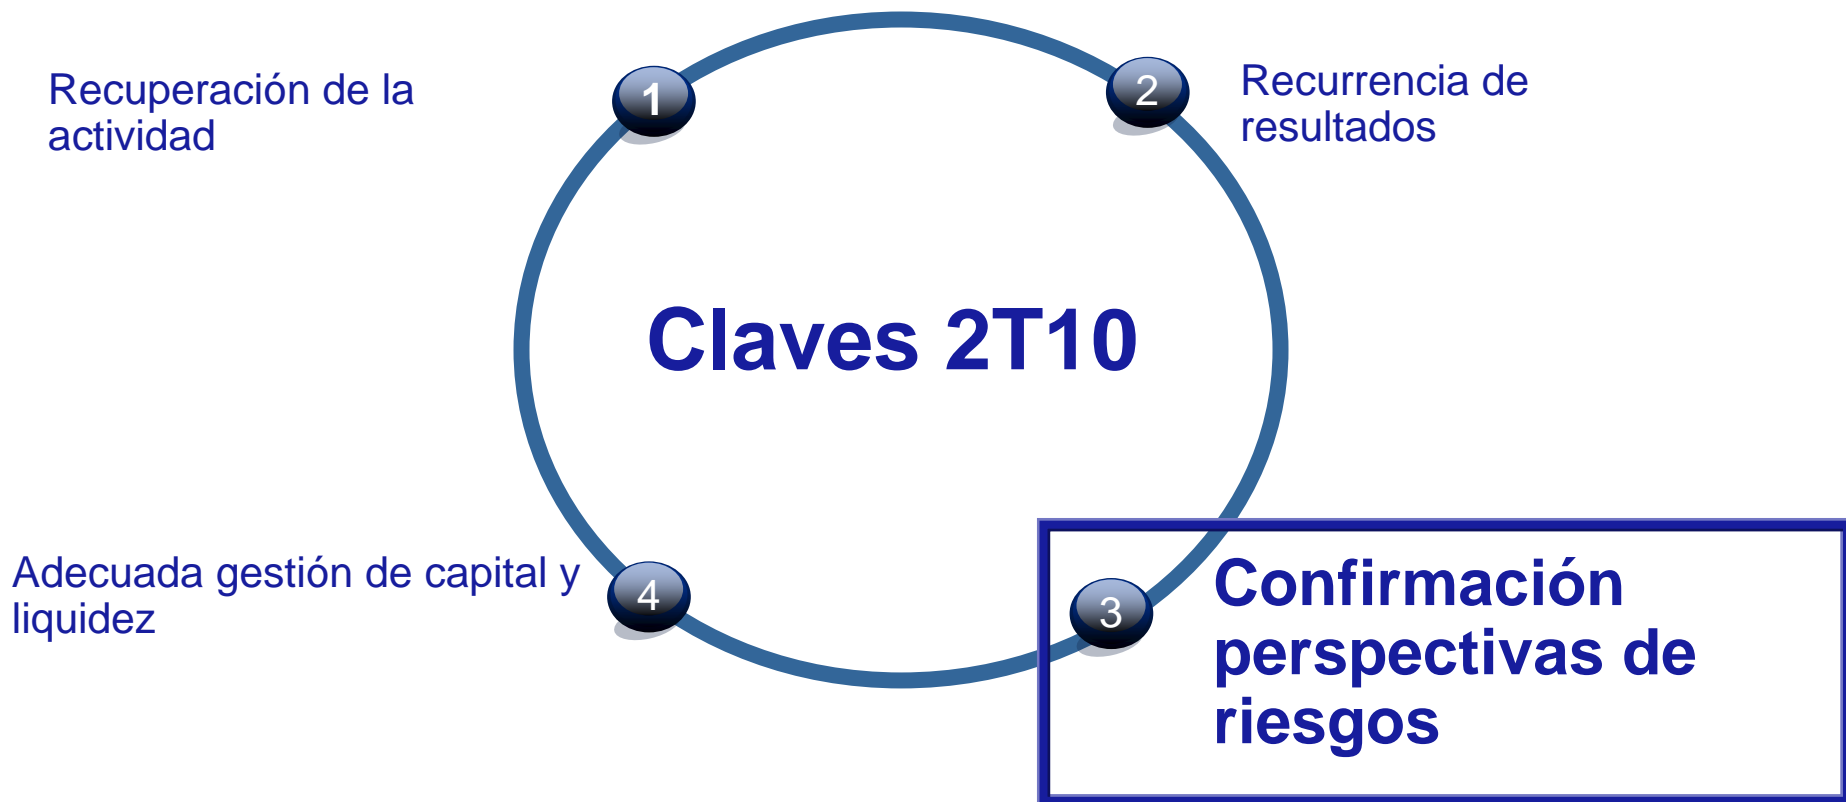 1
Recuperación de la
actividad
2
Recurrencia de
resultados
Claves 2T10
3
Confirmación
perspectivas de
riesgos
4
Adecuada gestión de capital y
liquidez